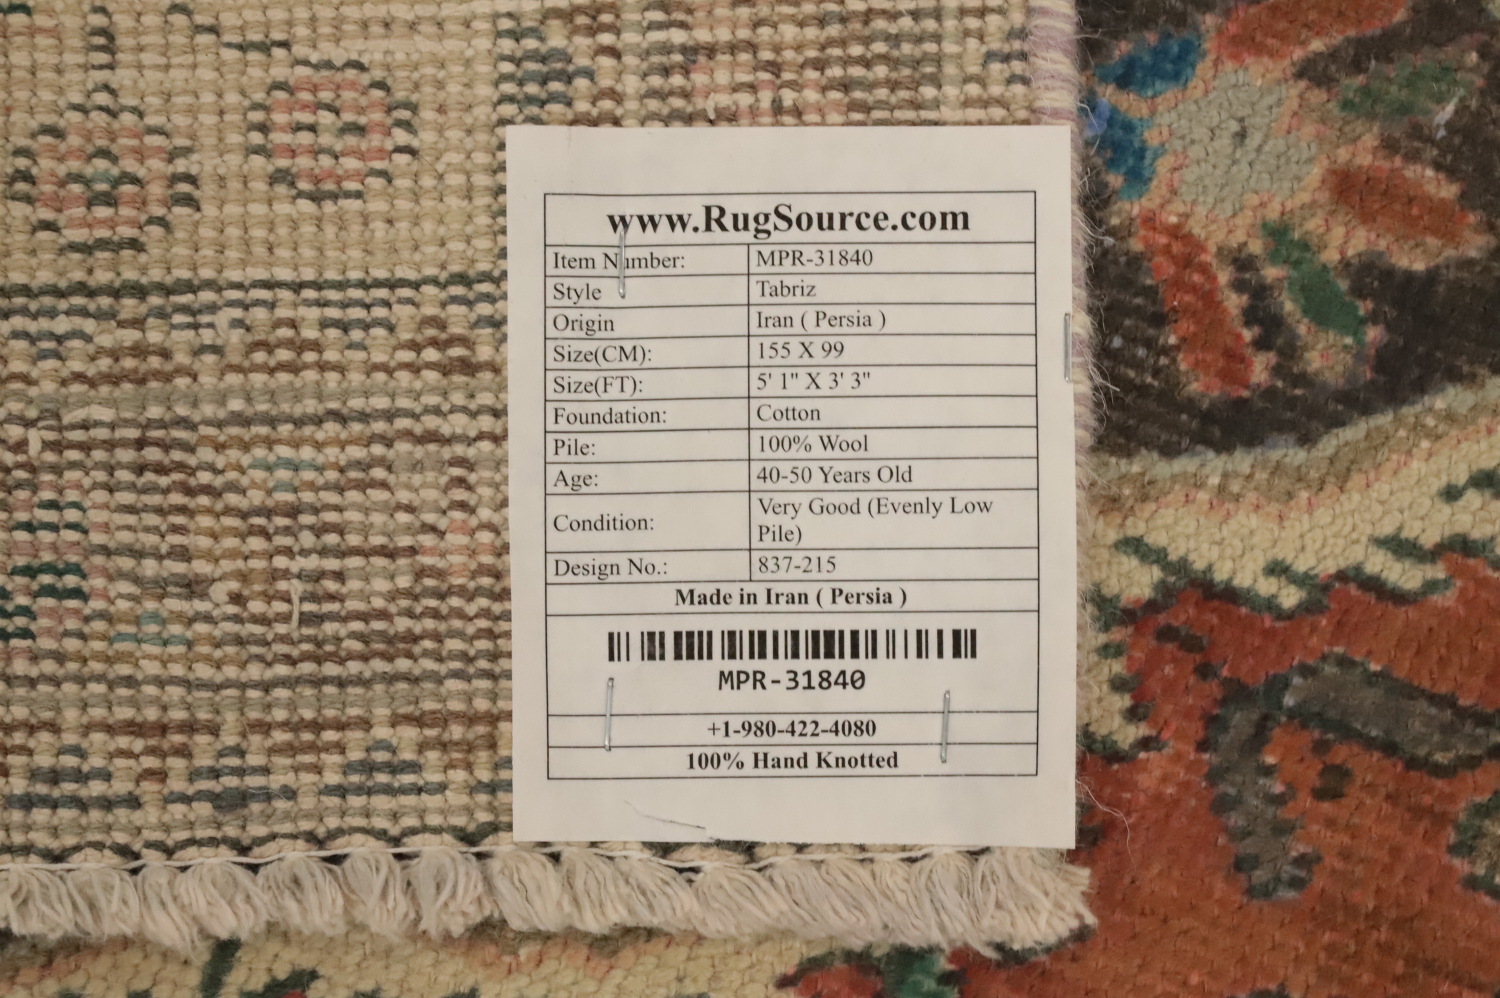 www.RugSource.com
Item Number: MPR-31840
Style Tabriz
Origin Iran ( Persia )
Size(CM): 155 X 99
Size(FT): 5' 1" X 3' 3"
Foundation: Cotton
Pile: 100% Wool
Age: 40-50 Years Old
Condition: Very Good (Evenly Low
Pile)
Design No.: 837-215
Made in Iran ( Persia )
MPR-31840
+1-980-422-4080
100% Hand Knotted